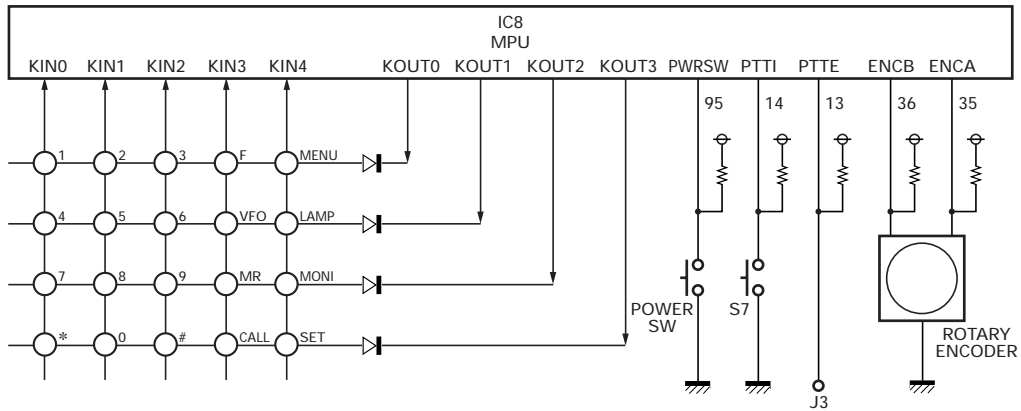 IC8
MPU
KIN0 KIN1 KIN2 KIN3 KIN4 KOUT0 KOUT1 KOUT2 KOUT3 PWRSW PTTI PTTE ENCB ENCA
95 14 13 36 35
1 2 3 F MENU
4 5 6 VFO LAMP
7 8 9 MR MONI
* 0 # CALL SET
POWER
SW
S7
ROTARY
ENCODER
J3